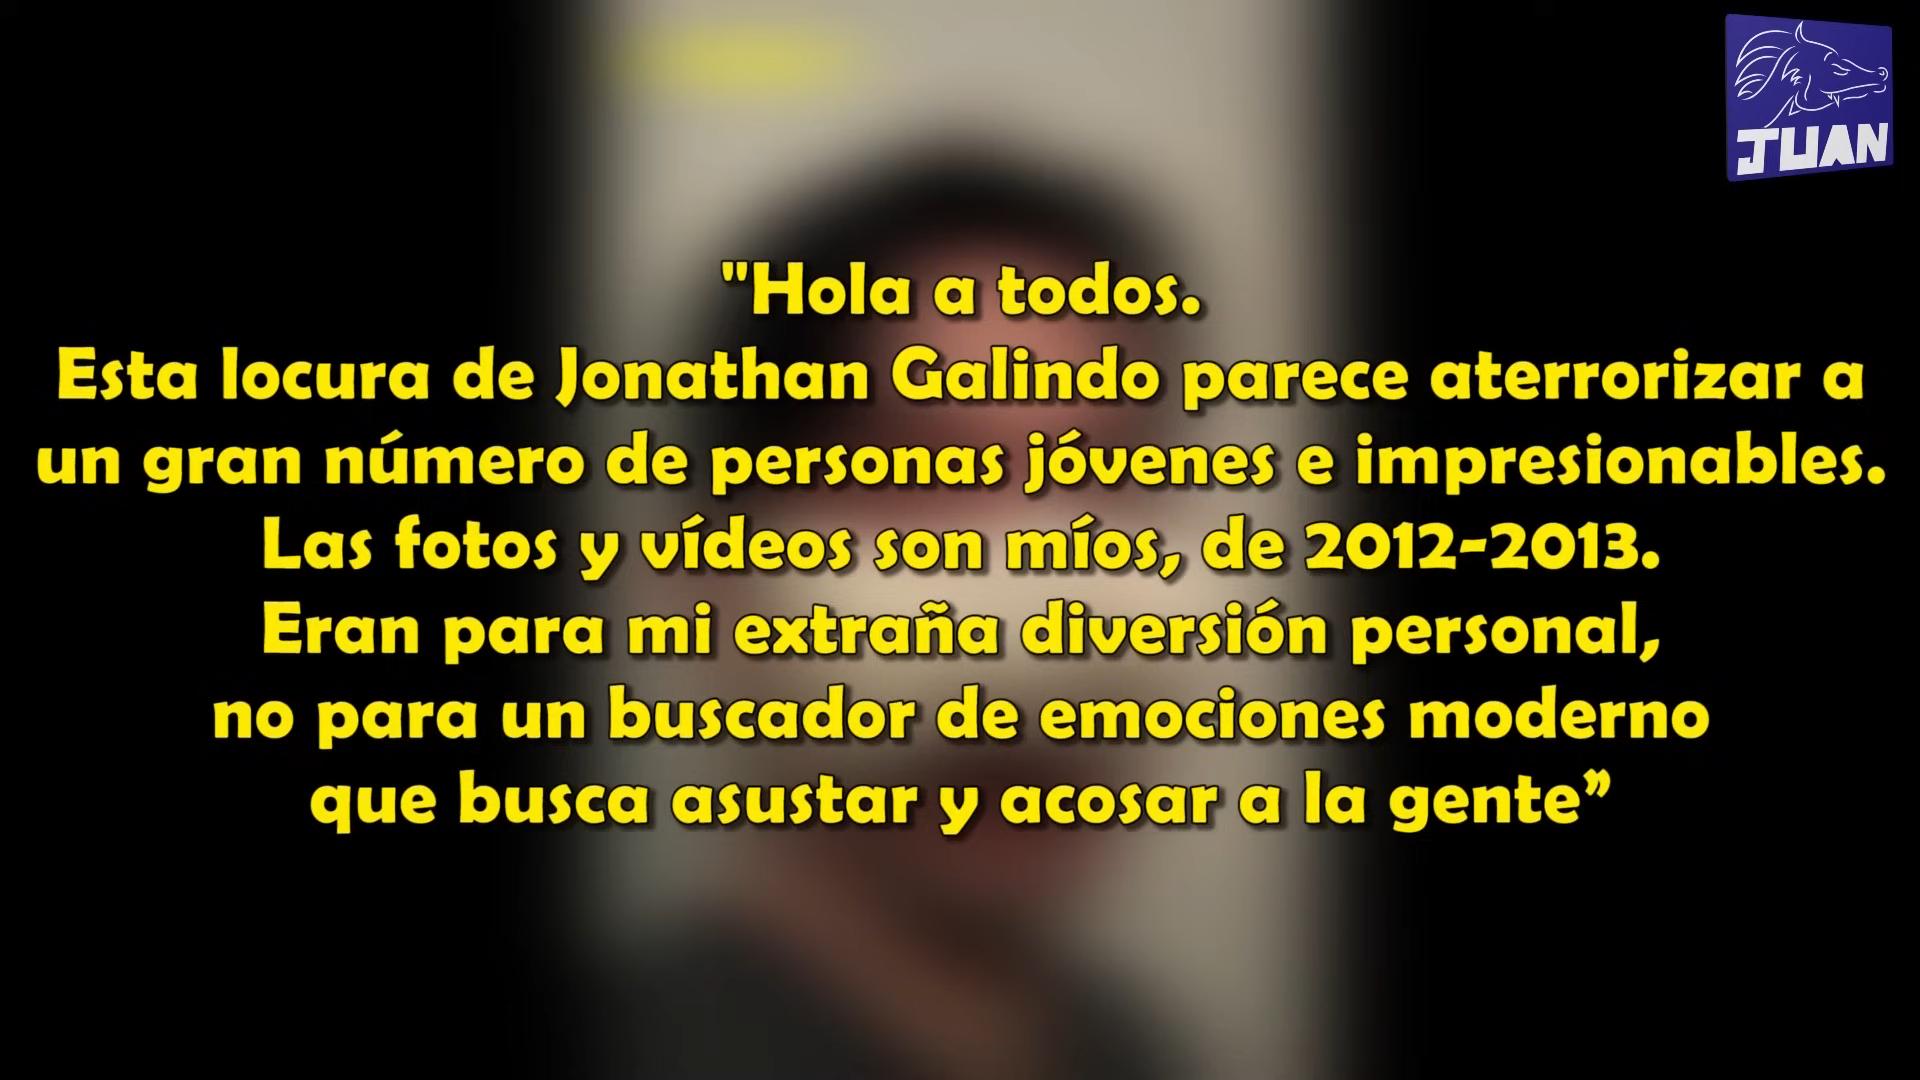 JUAN
"Hola a todos.
Esta locura de Jonathan Galindo parece aterrorizar a
un gran número de personas jóvenes e impresionables.
Las fotos y vídeos son míos, de 2012-2013.
Eran para mi extraña diversión personal,
no para un buscador de emociones moderno
que busca asustar y acosar a la gente”